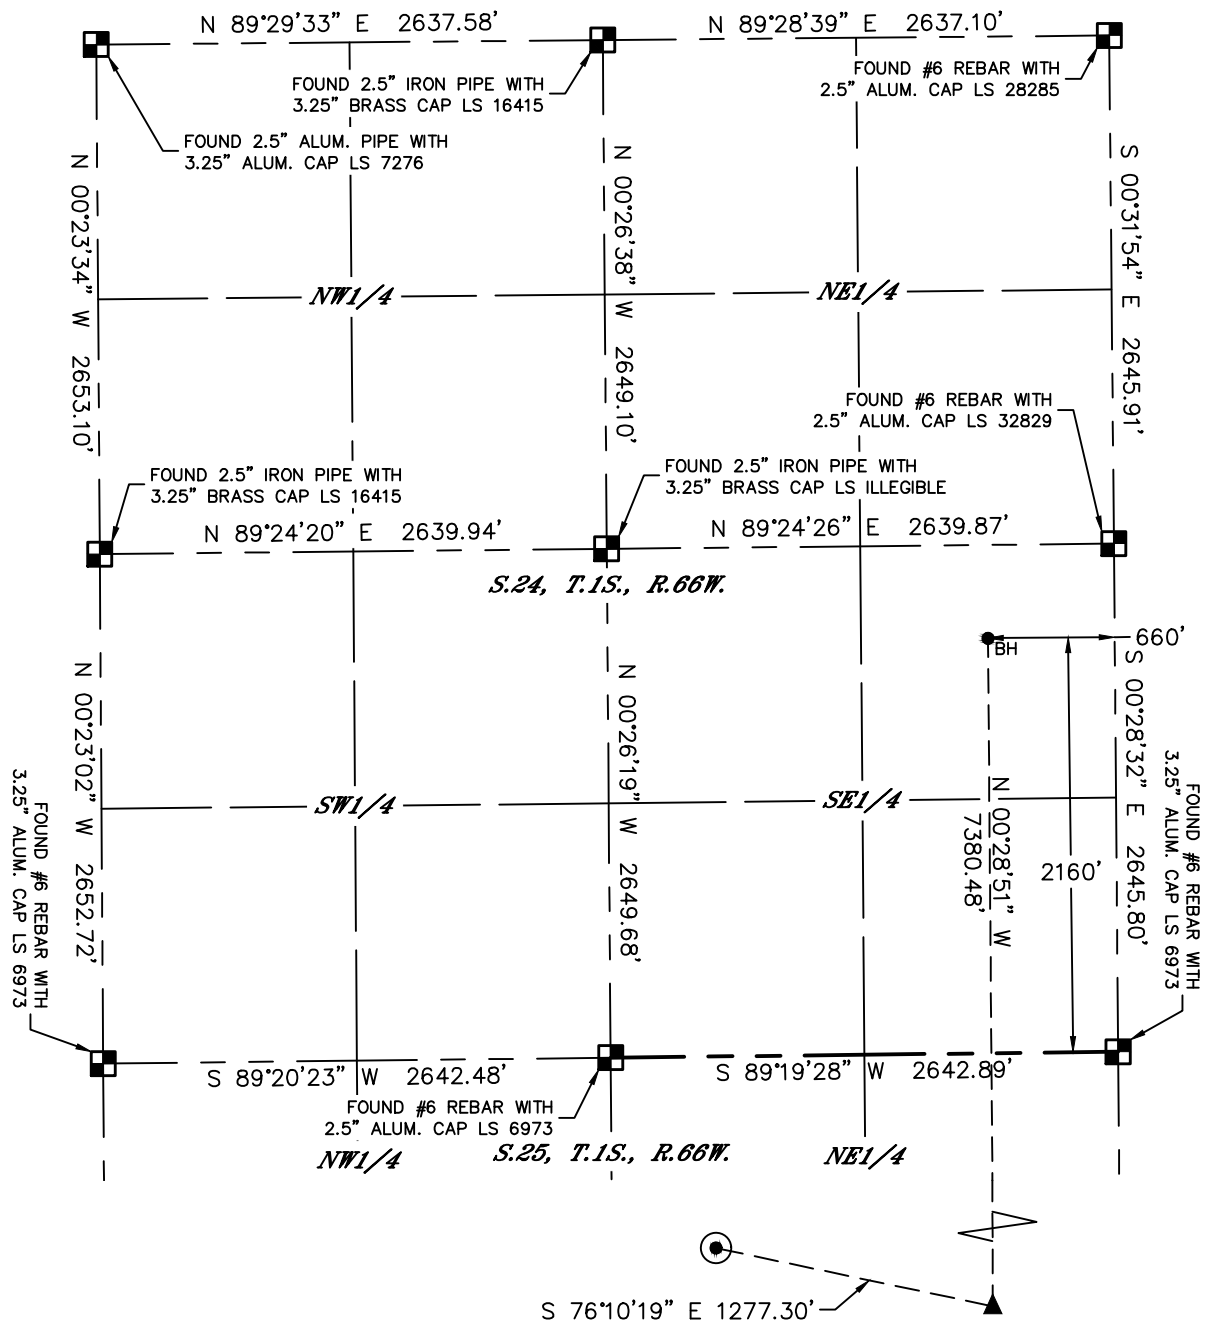 N 89°29'33" E 2637.58'
N 89°28'39" E 2637.10'
FOUND 2.5" IRON PIPE WITH
3.25" BRASS CAP LS 16415
FOUND #6 REBAR WITH
2.5" ALUM. CAP LS 28285
FOUND 2.5" ALUM. PIPE WITH
3.25" ALUM. CAP LS 7276
N 00°23'34" W 2653.10'
N 00°26'38" W 2649.10'
S 00°31'54" E 2645.91'
NW1/4
NE1/4
FOUND #6 REBAR WITH
2.5" ALUM. CAP LS 32829
FOUND 2.5" IRON PIPE WITH
3.25" BRASS CAP LS 16415
FOUND 2.5" IRON PIPE WITH
3.25" BRASS CAP LS ILLEGIBLE
N 89°24'20" E 2639.94'
N 89°24'26" E 2639.87'
S.24, T.1S., R.66W.
660'
BH
N 00°23'02" W 2652.72'
N 00°26'19" W 2649.68'
S 00°28'32" E 2645.80'
N 00°28'51" W
7380.48'
2160'
SW1/4
SE1/4
FOUND #6 REBAR WITH
3.25" ALUM. CAP LS 6973
FOUND #6 REBAR WITH
3.25" ALUM. CAP LS 6973
S 89°20'23" W 2642.48'
S 89°19'28" W 2642.89'
FOUND #6 REBAR WITH
2.5" ALUM. CAP LS 6973
NW1/4
S.25, T.1S., R.66W.
NE1/4
S 76°10'19" E 1277.30'